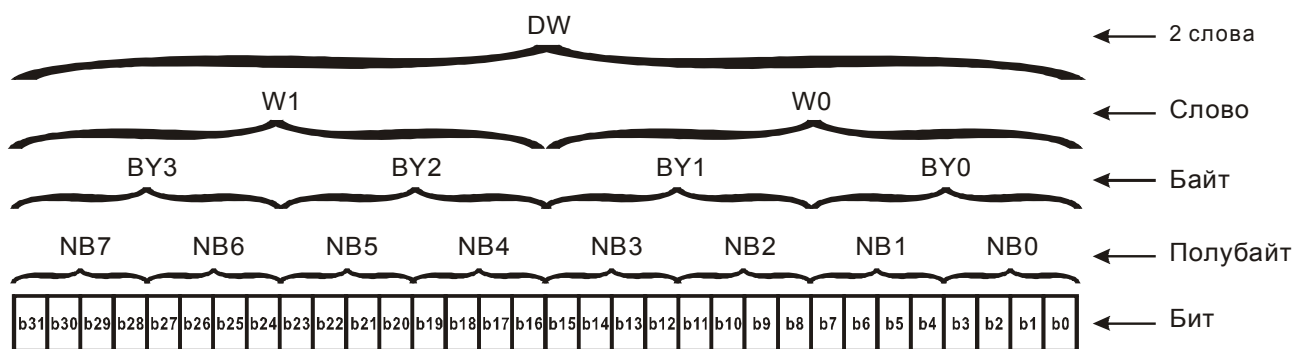 DW 2 слова
W1 W0 Слово
BY3 BY2 BY1 BY0 Байт
NB7 NB6 NB5 NB4 NB3 NB2 NB1 NB0 Полубайт
b31 b30 b29 b28 b27 b26 b25 b24 b23 b22 b21 b20 b19 b18 b17 b16 b15 b14 b13 b12 b11 b10 b9 b8 b7 b6 b5 b4 b3 b2 b1 b0 Бит